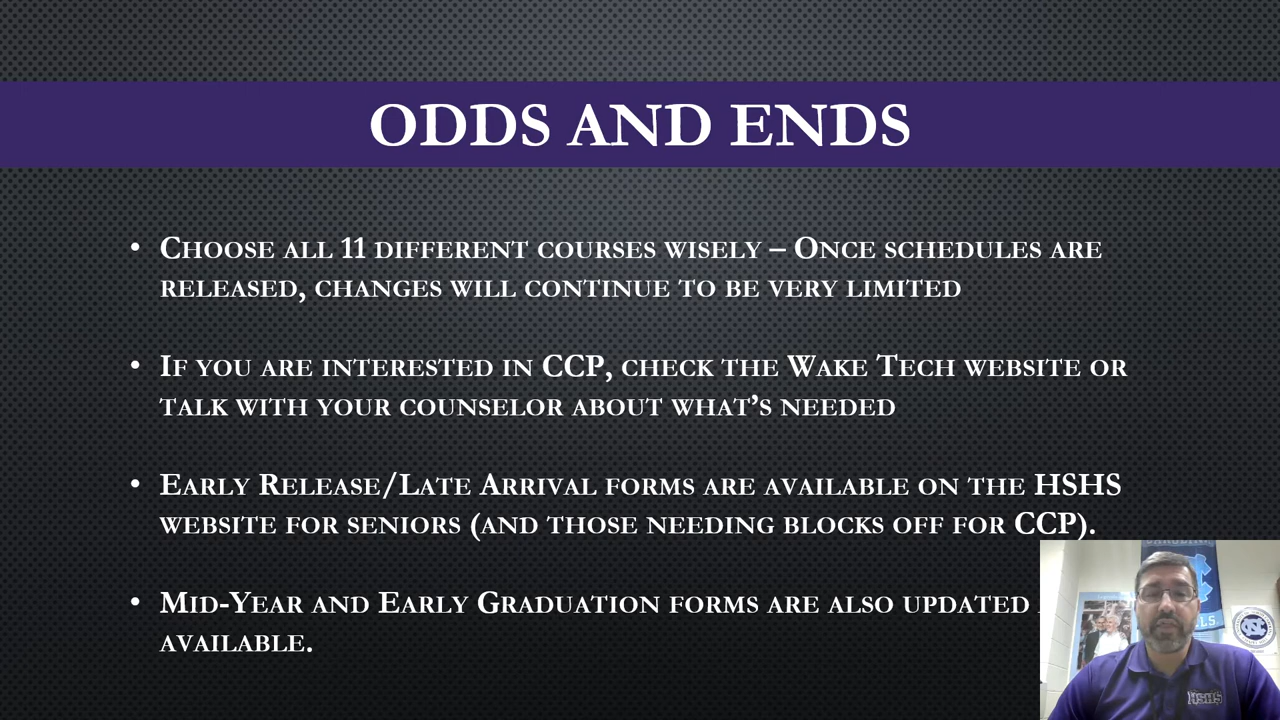 ODDS AND ENDS
• Choose all 11 different courses wisely – Once schedules are
released, changes will continue to be very limited
• If you are interested in CCP, check the Wake Tech website or
talk with your counselor about what's needed
• Early Release/Late Arrival forms are available on the HSHS
website for seniors (and those needing blocks off for CCP).
• Mid-Year and Early Graduation forms are also updated
available.
HSHS